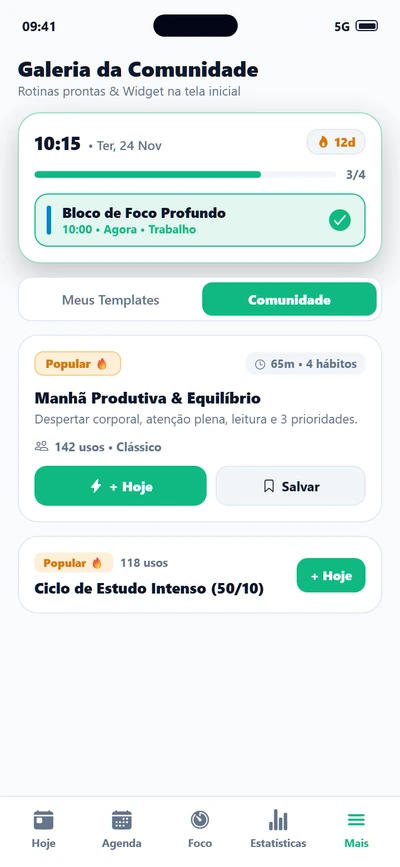 09:41
5G
Galeria da Comunidade
Rotinas prontas & Widget na tela inicial
10:15 • Ter, 24 Nov
12d
3/4
Bloco de Foco Profundo
10:00 • Agora • Trabalho
Meus Templates
Comunidade
Popular
65m • 4 hábitos
Manhã Produtiva & Equilíbrio
Despertar corporal, atenção plena, leitura e 3 prioridades.
142 usos • Clássico
+ Hoje
Salvar
Popular
118 usos
Ciclo de Estudo Intenso (50/10)
+ Hoje
Hoje
Agenda
Foco
Estatísticas
Mais